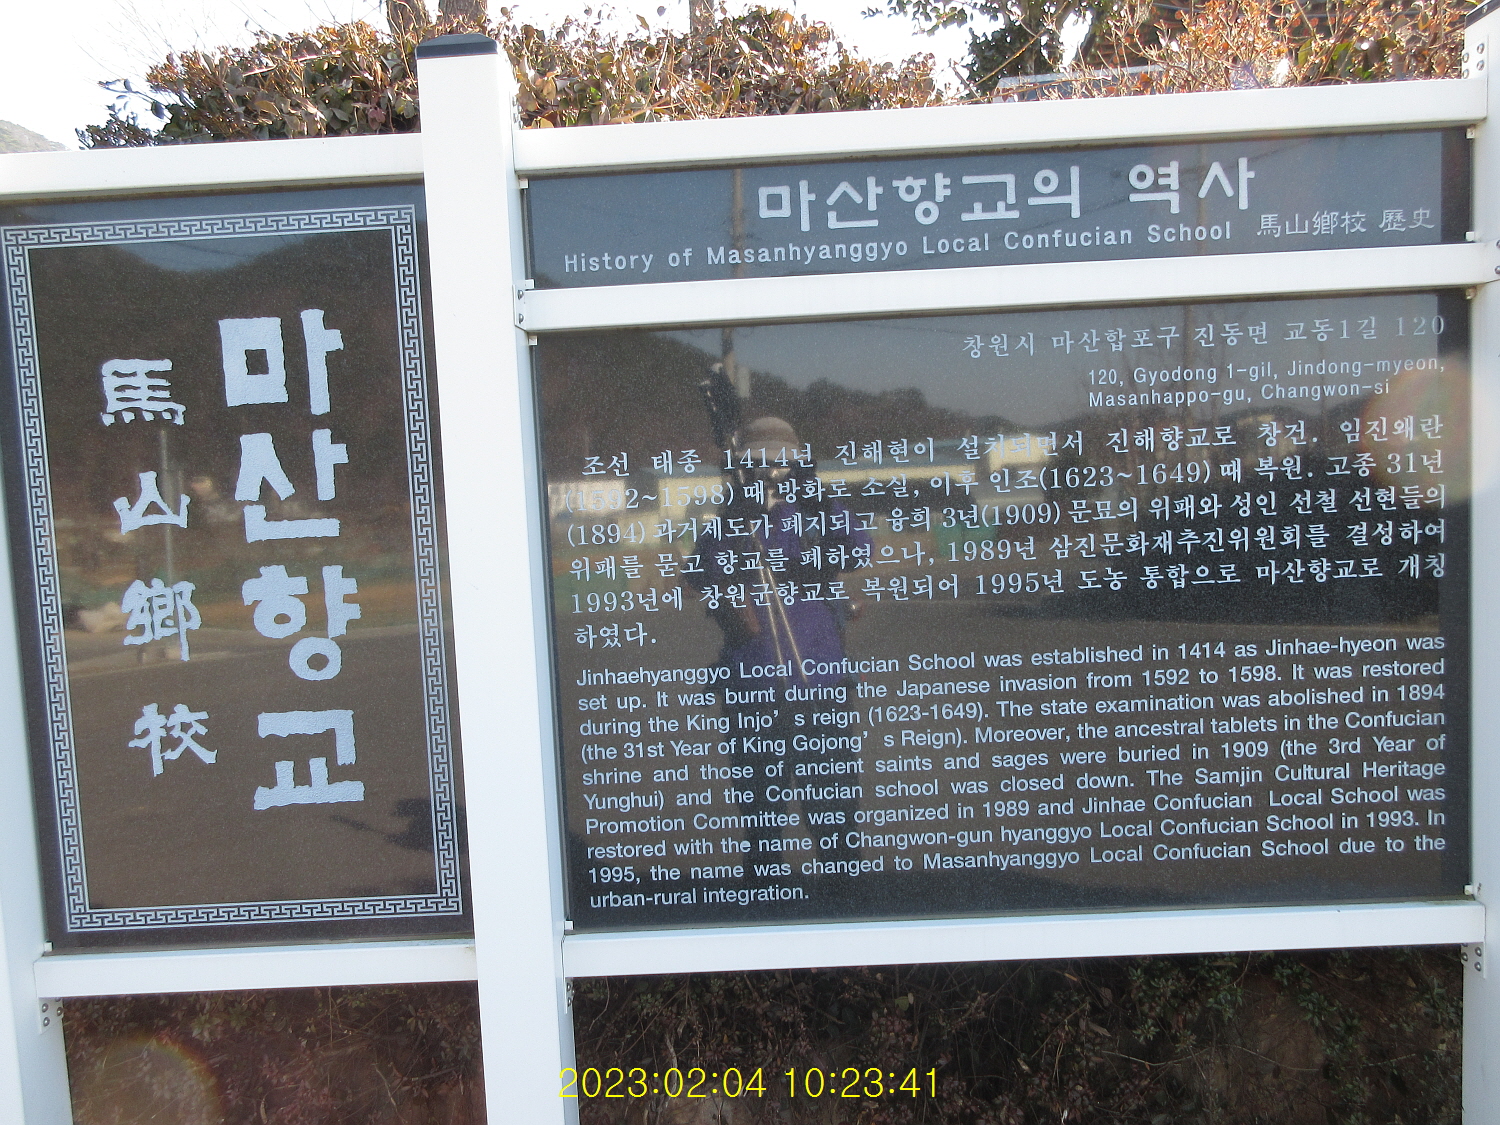 마산향교
馬山鄉校
마산향교의 역사
馬山鄉校 歷史
History of Masanhyanggyo Local Confucian School
창원시 마산합포구 진동면 교동1길 120
120, Gyodong 1-gil, Jindong-myeon,
Masanhappo-gu, Changwon-si
조선 태종 1414년 진해현이 설치되면서 진해향교로 창건. 임진왜란
(1592~1598) 때 방화로 소실, 이후 인조(1623~1649) 때 복원. 고종 31년
(1894) 과거제도가 폐지되고 융희 3년(1909) 문묘의 위패와 성인 선철 선현들의
위패를 묻고 향교를 폐하였으나, 1989년 삼진문화재추진위원회를 결성하여
1993년에 창원군향교로 복원되어 1995년 도농 통합으로 마산향교로 개칭
하였다.
Jinhaehyanggyo Local Confucian School was established in 1414 as Jinhae-hyeon was
set up. It was burnt during the Japanese invasion from 1592 to 1598. It was restored
during the King Injo’ s reign (1623-1649). The state examination was abolished in 1894
(the 31st Year of King Gojong’ s Reign). Moreover, the ancestral tablets in the Confucian
shrine and those of ancient saints and sages were buried in 1909 (the 3rd Year of
Yunghui) and the Confucian school was closed down. The Samjin Cultural Heritage
Promotion Committee was organized in 1989 and Jinhae Confucian Local School was
restored with the name of Changwon-gun hyanggyo Local Confucian School in 1993. In
1995, the name was changed to Masanhyanggyo Local Confucian School due to the
urban-rural integration.
2023:02:04 10:23:41